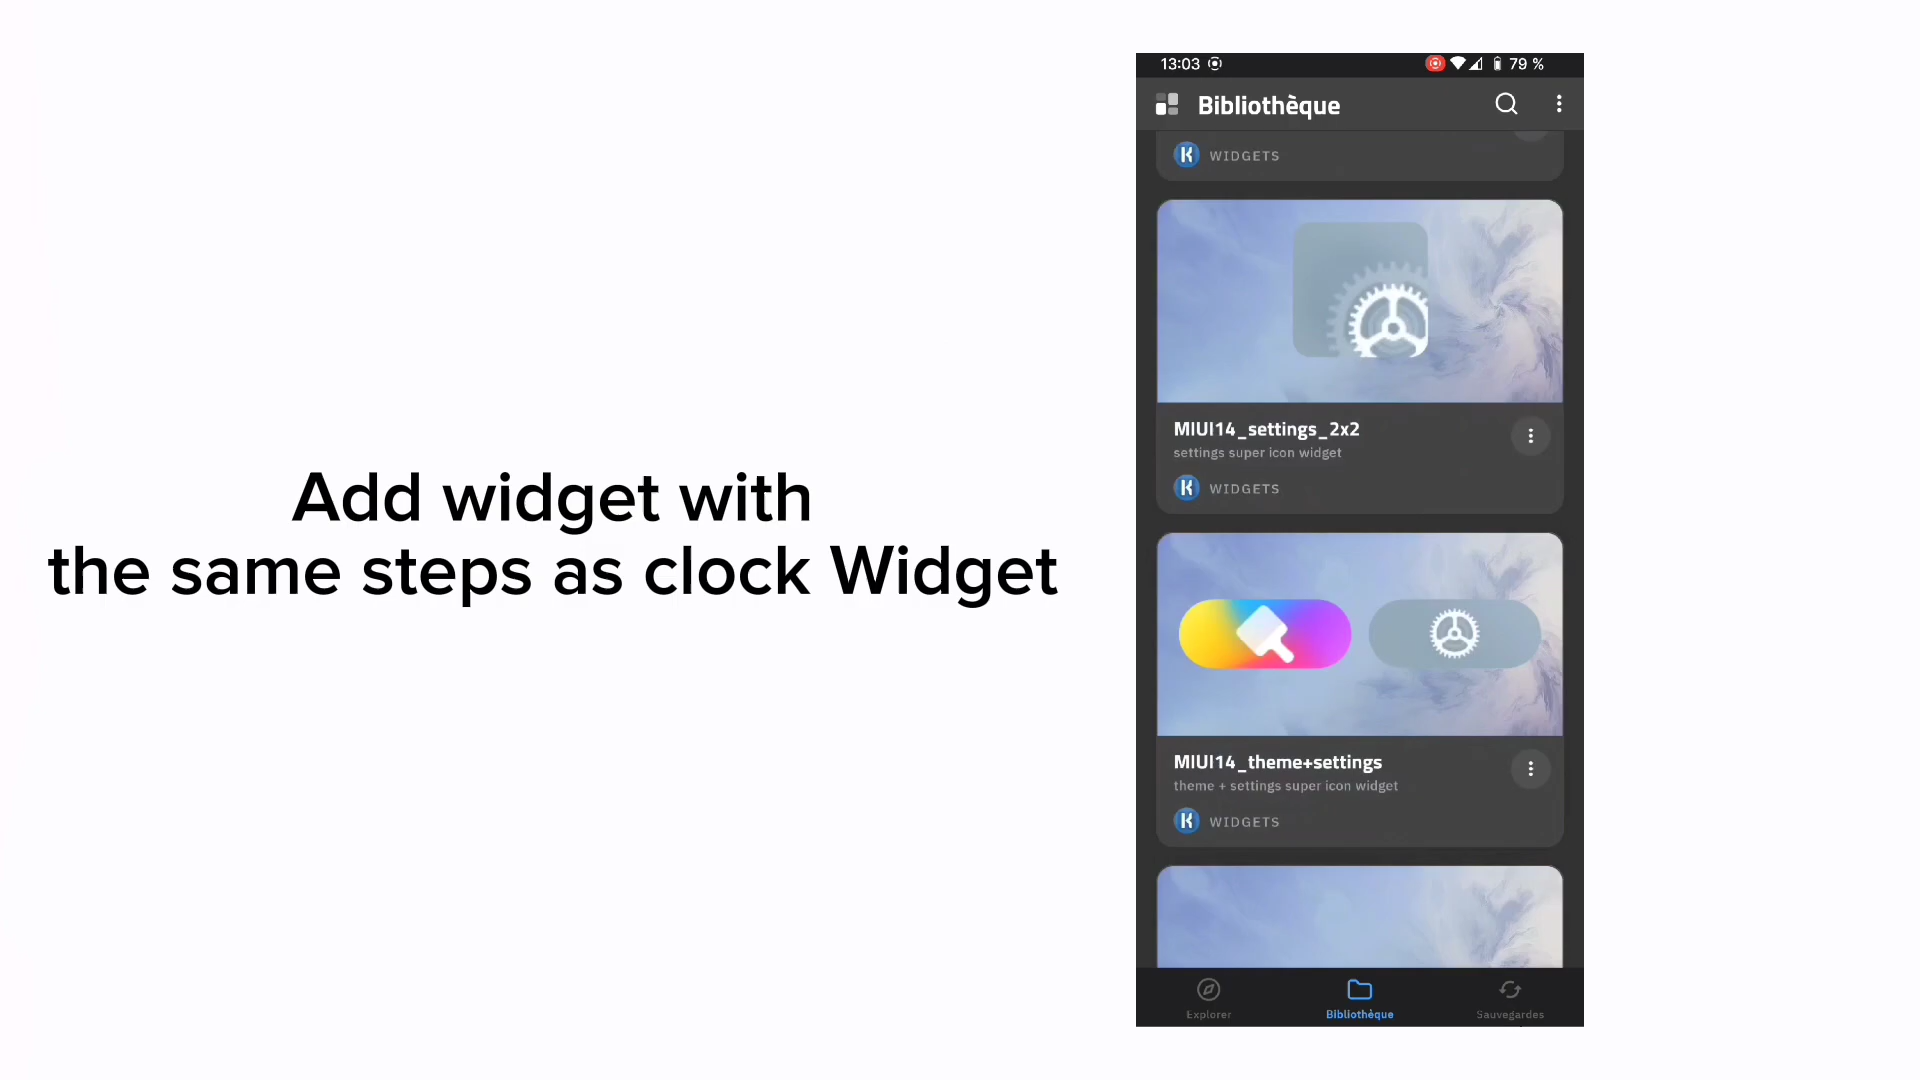 Add widget with
the same steps as clock Widget
13:03
79 %
Bibliothèque
WIDGETS
MIUI14_settings_2x2
settings super icon widget
WIDGETS
MIUI14_theme+settings
theme + settings super icon widget
WIDGETS
Explorer
Bibliothèque
Sauvegardes